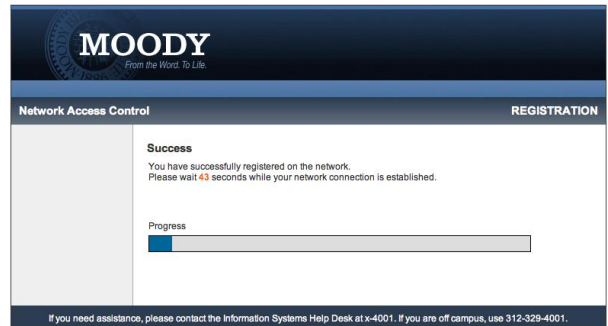 MOODY
From the Word. To Life.
Network Access Control REGISTRATION
Success
You have successfully registered on the network.
Please wait 43 seconds while your network connection is established.
Progress
If you need assistance, please contact the Information Systems Help Desk at x-4001. If you are off campus, use 312-329-4001.